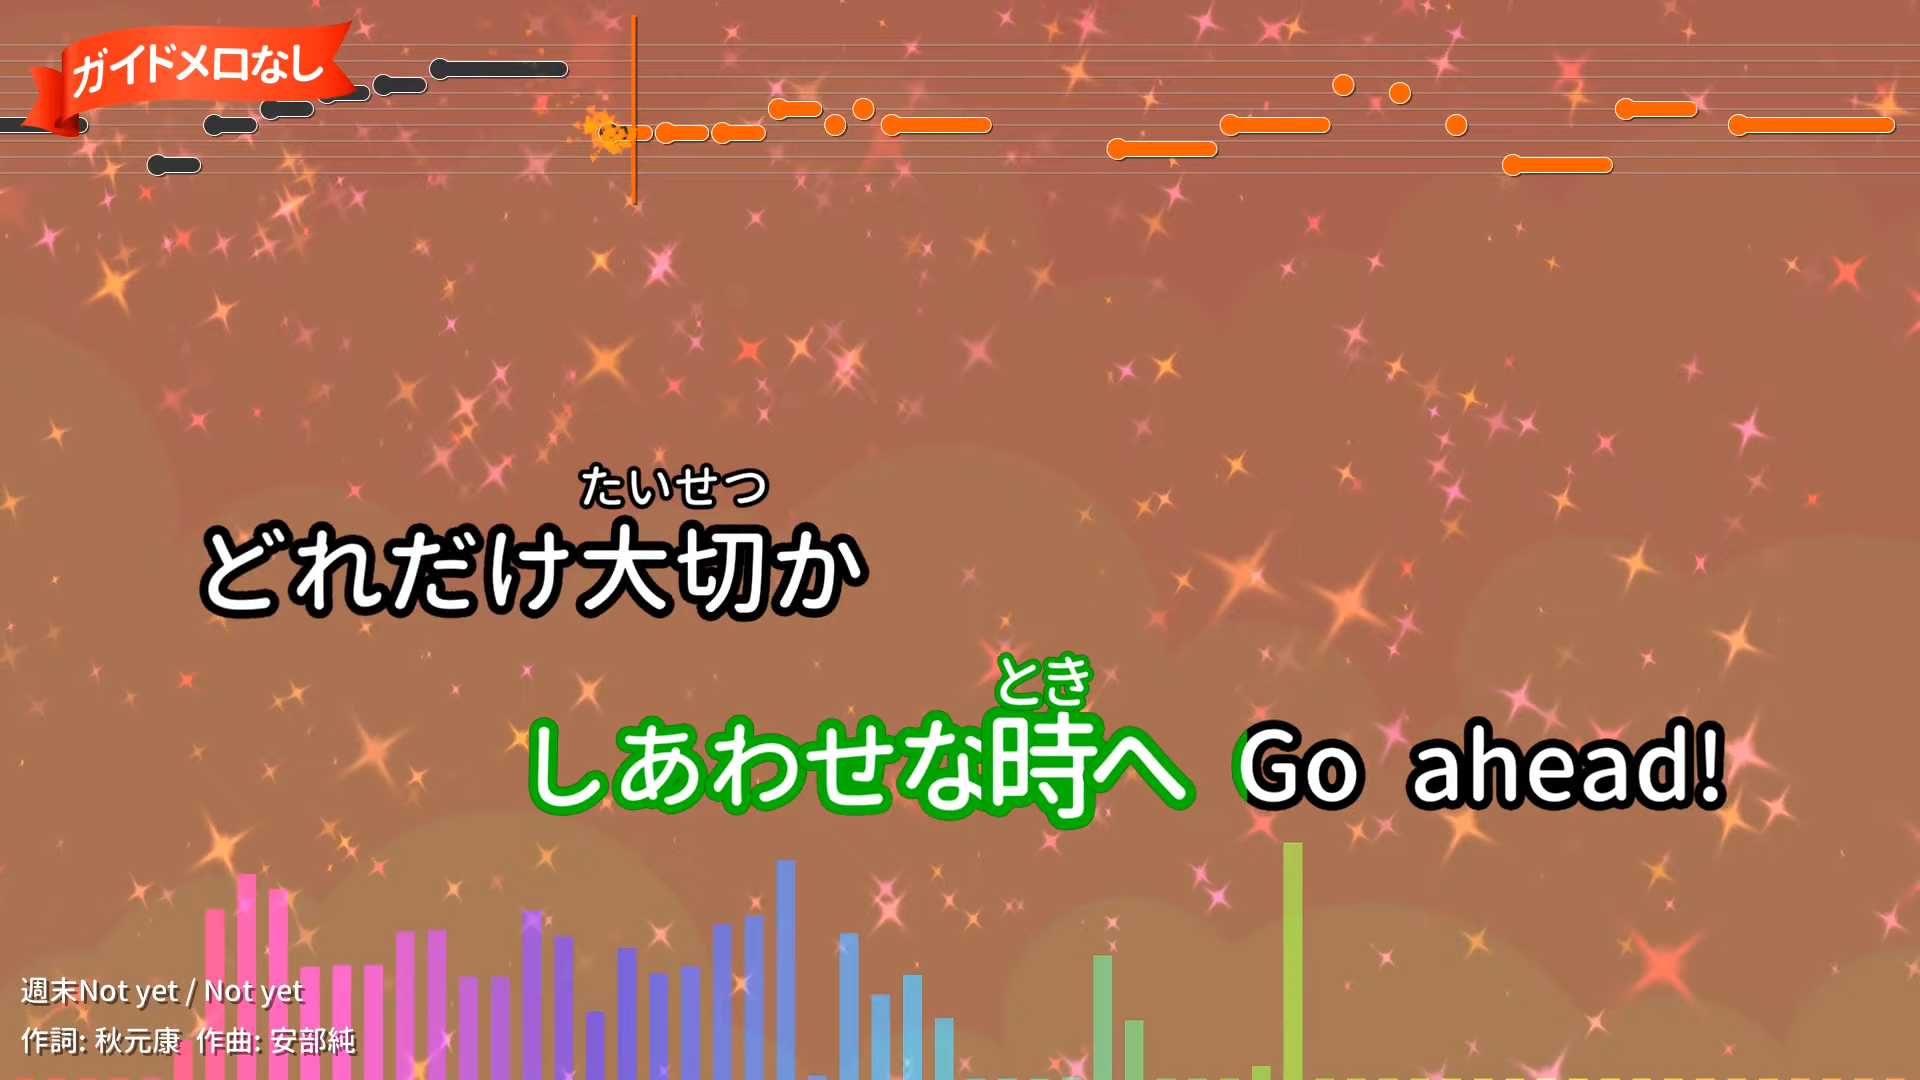 ガイドメロなし
たいせつ
どれだけ大切か
とき
しあわせな時へ Go ahead!
週末Not yet / Not yet
作詞: 秋元康 作曲: 安部純